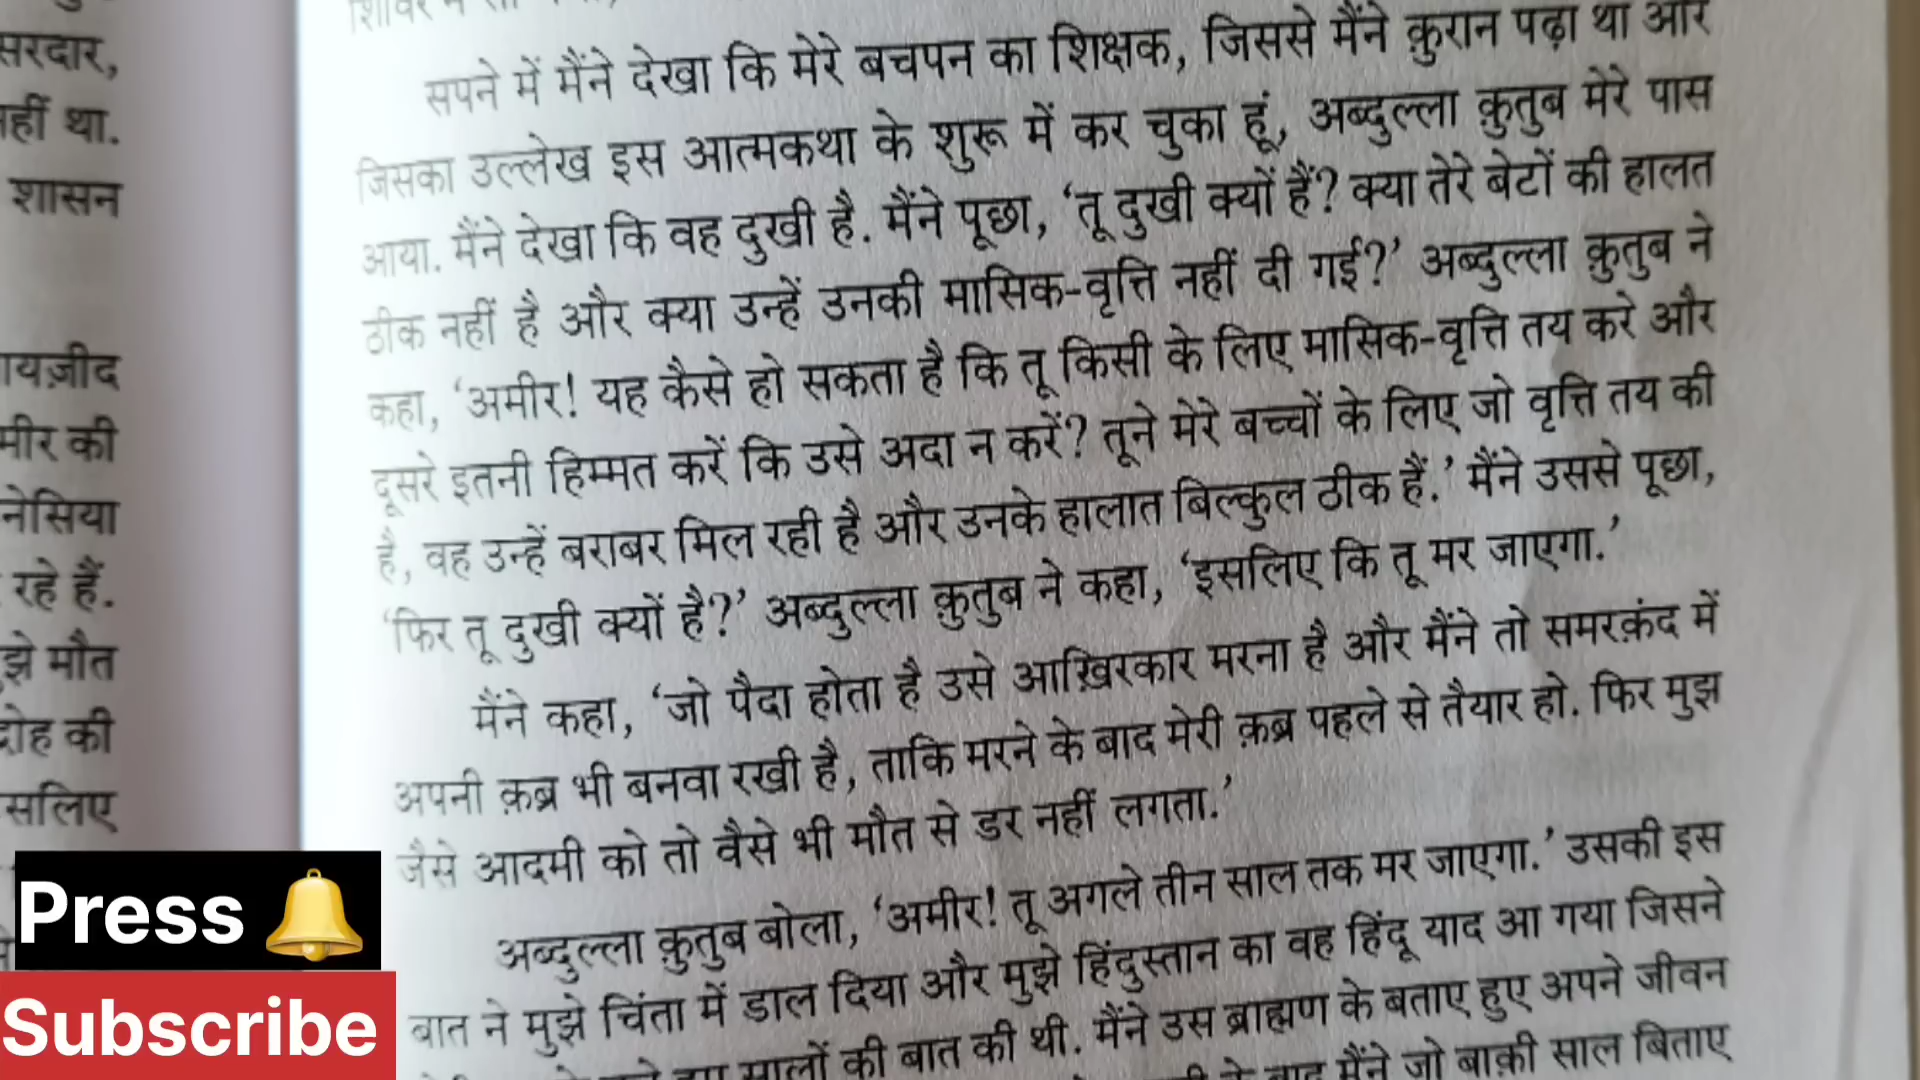 सरदार,
नहीं था.
शासन
मीर की
रहे हैं.
मौत
की
सपने में मैंने देखा कि मेरे बचपन का शिक्षक, जिससे मैंने क़ुरान पढ़ा था और
जिसका उल्लेख इस आत्मकथा के शुरू में कर चुका हूं, अब्दुल्ला क़ुतुब मेरे पास
आया. मैंने देखा कि वह दुखी है. मैंने पूछा, ‘तू दुखी क्यों हैं? क्या तेरे बेटों की हालत
ठीक नहीं है और क्या उन्हें उनकी मासिक-वृत्ति नहीं दी गई?’ अब्दुल्ला क़ुतुब ने
कहा, ‘अमीर! यह कैसे हो सकता है कि तू किसी के लिए मासिक-वृत्ति तय करे और
दूसरे इतनी हिम्मत करें कि उसे अदा न करें? तूने मेरे बच्चों के लिए जो वृत्ति तय की
है, वह उन्हें बराबर मिल रही है और उनके हालात बिल्कुल ठीक हैं.’ मैंने उससे पूछा,
‘फिर तू दुखी क्यों है?’ अब्दुल्ला क़ुतुब ने कहा, ‘इसलिए कि तू मर जाएगा.’
मैंने कहा, ‘जो पैदा होता है उसे आख़िरकार मरना है और मैंने तो समरक़ंद में
अपनी क़ब्र भी बनवा रखी है, ताकि मरने के बाद मेरी क़ब्र पहले से तैयार हो. फिर मुझ
जैसे आदमी को तो वैसे भी मौत से डर नहीं लगता.’
अब्दुल्ला क़ुतुब बोला, ‘अमीर! तू अगले तीन साल तक मर जाएगा.’ उसकी इस
बात ने मुझे चिंता में डाल दिया और मुझे हिंदुस्तान का वह हिंदू याद आ गया जिसने
सालों की बात की थी. मैंने उस ब्राह्मण के बताए हुए अपने जीवन
के बाद मैंने जो बाक़ी साल बिताए
Press
Subscribe